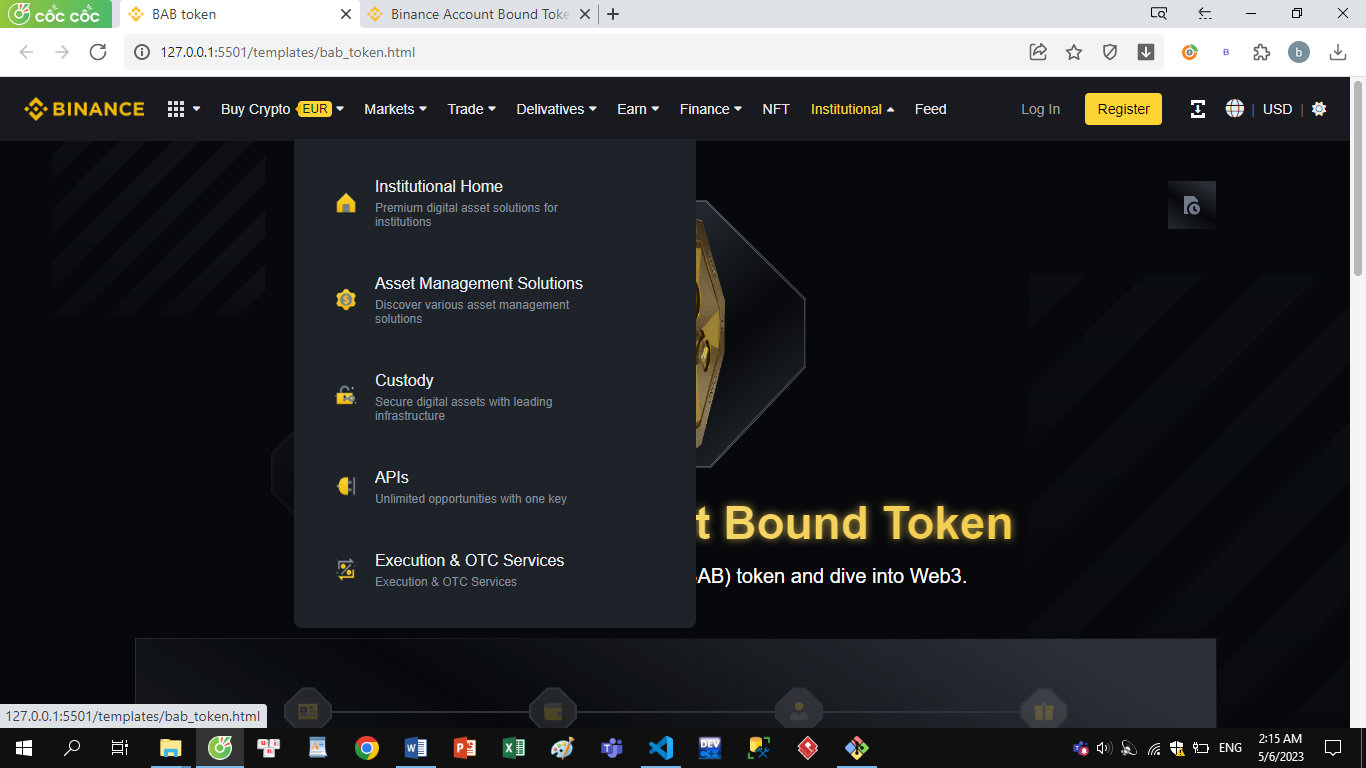 cốc cốc
BAB token
Binance Account Bound Toke
127.0.0.1:5501/templates/bab_token.html
B
b
BINANCE
Buy Crypto
EUR
Markets
Trade
Delivatives
Earn
Finance
NFT
Institutional
Feed
Log In
Register
USD
Institutional Home
Premium digital asset solutions for
institutions
Asset Management Solutions
Discover various asset management
solutions
Custody
Secure digital assets with leading
infrastructure
APIs
Unlimited opportunities with one key
Execution & OTC Services
Execution & OTC Services
t Bound Token
BAB) token and dive into Web3.
127.0.0.1:5501/templates/bab_token.html
DEV
ENG
2:15 AM
5/6/2023